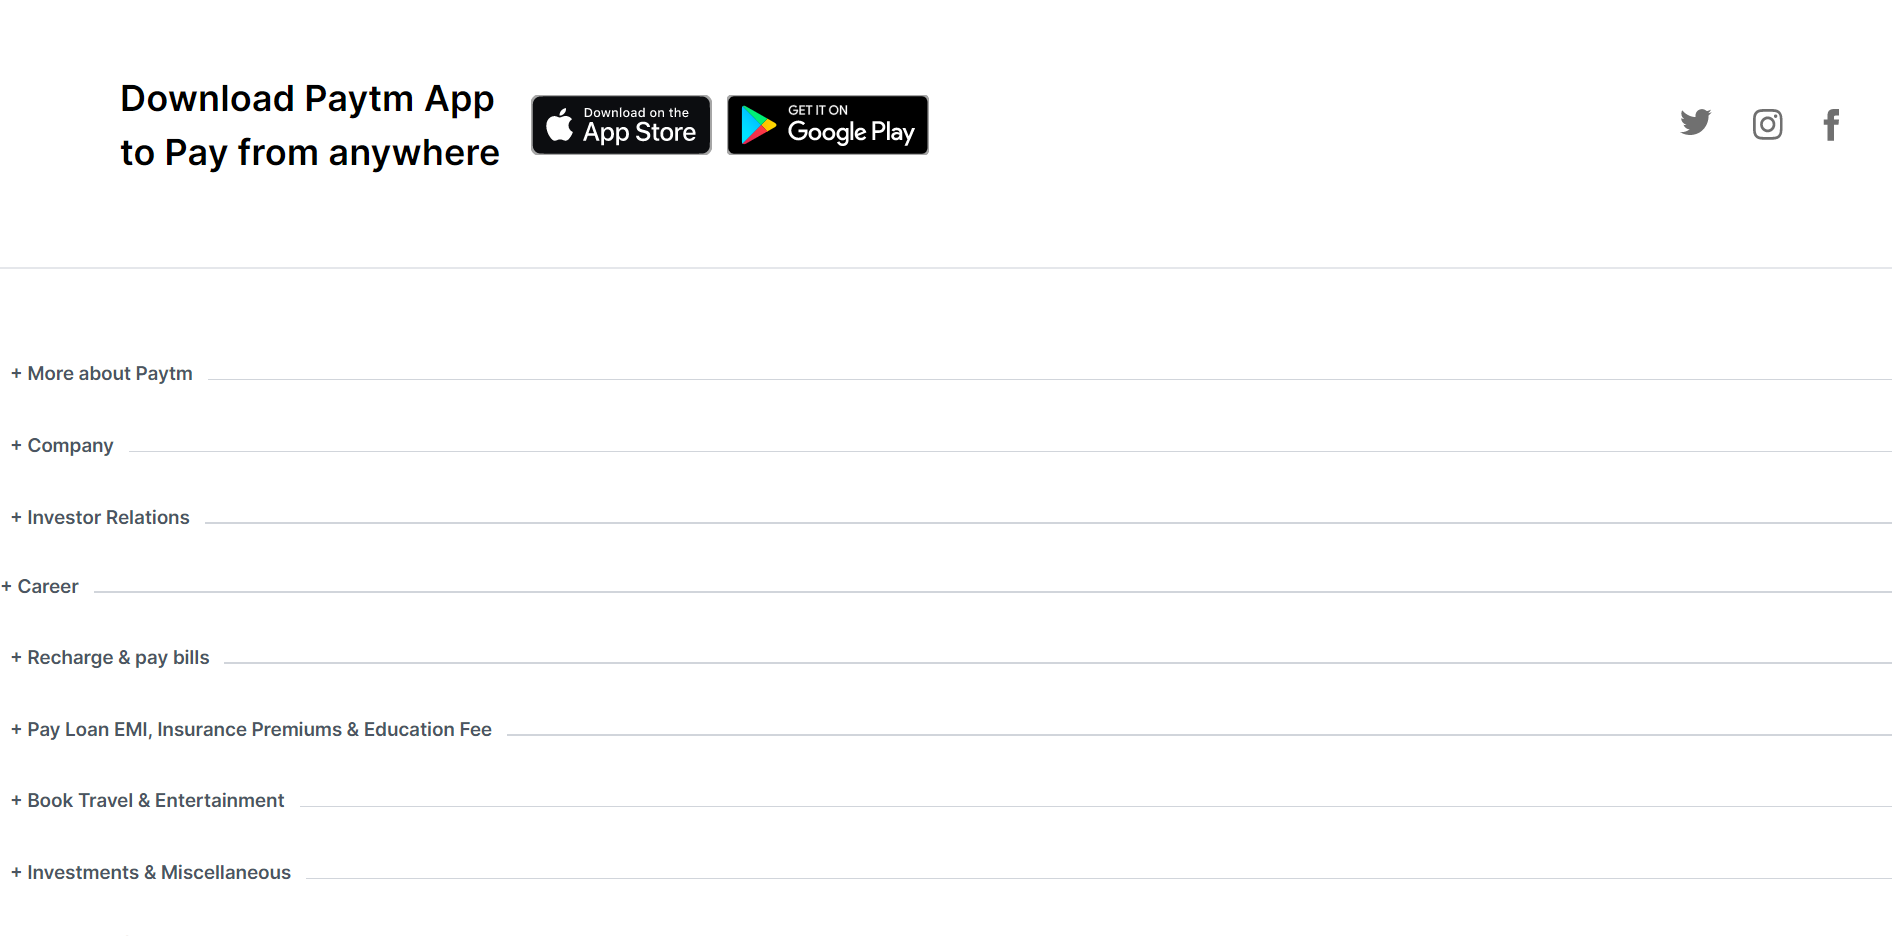 Download Paytm App
to Pay from anywhere
Download on the
App Store
GET IT ON
Google Play
+ More about Paytm
+ Company
+ Investor Relations
+ Career
+ Recharge & pay bills
+ Pay Loan EMI, Insurance Premiums & Education Fee
+ Book Travel & Entertainment
+ Investments & Miscellaneous